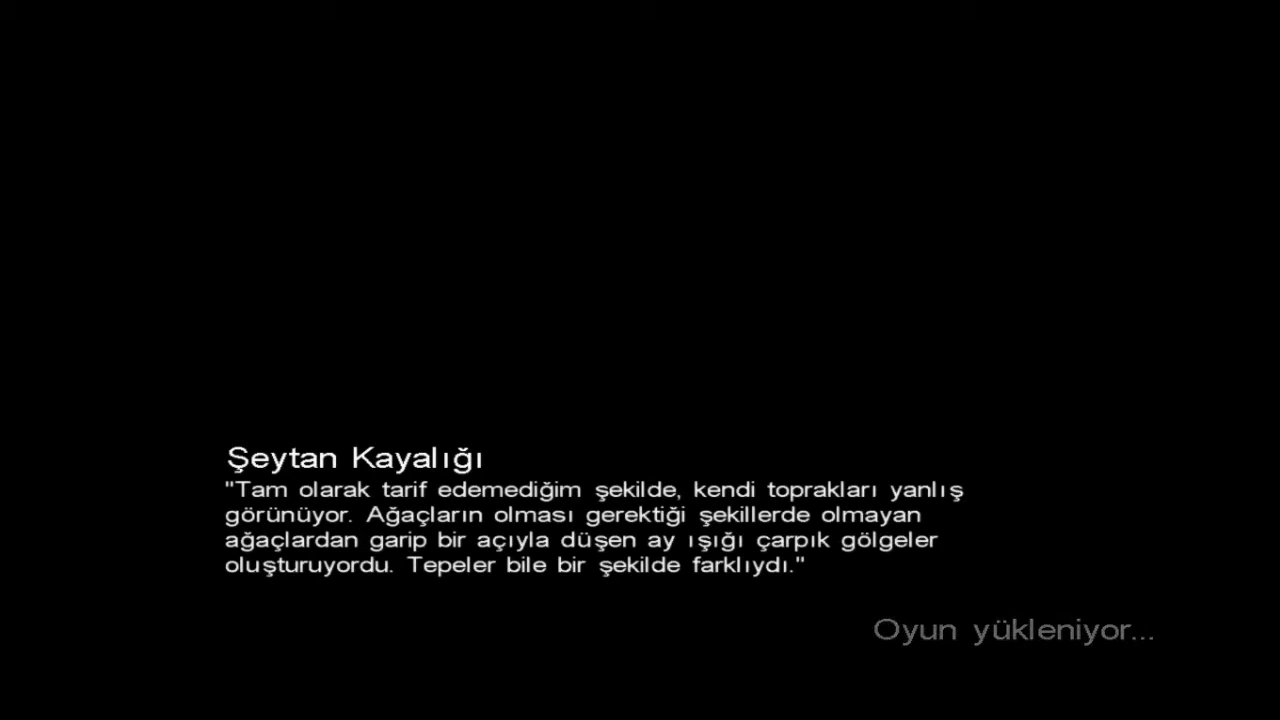 Şeytan Kayalığı
"Tam olarak tarif edemediğim şekilde, kendi toprakları yanlış
görünüyor. Ağaçların olması gerektiği şekillerde olmayan
ağaçlardan garip bir açıyla düşen ay ışığı çarpık gölgeler
oluşturuyordu. Tepeler bile bir şekilde farklıydı."
Oyun yükleniyor...